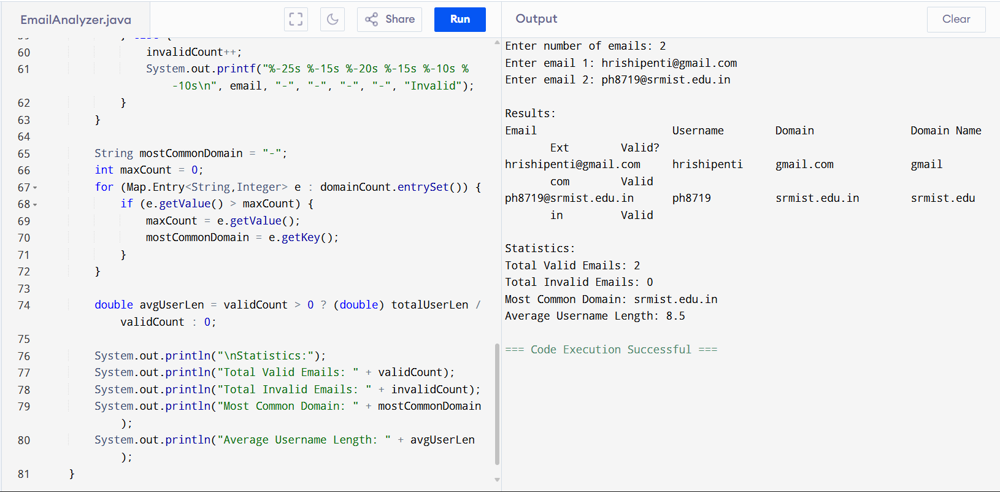 EmailAnalyzer.java
Share
Run
Output
Clear
60 invalidCount++;
61 System.out.printf("%-25s %-15s %-20s %-15s %-10s %
-10s\n", email, "-", "-", "-", "-", "Invalid");
62 }
63 }
64
65 String mostCommonDomain = "-";
66 int maxCount = 0;
67 for (Map.Entry<String,Integer> e : domainCount.entrySet()) {
68 if (e.getValue() > maxCount) {
69 maxCount = e.getValue();
70 mostCommonDomain = e.getKey();
71 }
72 }
73
74 double avgUserLen = validCount > 0 ? (double) totalUserLen /
validCount : 0;
75
76 System.out.println("\nStatistics:");
77 System.out.println("Total Valid Emails: " + validCount);
78 System.out.println("Total Invalid Emails: " + invalidCount);
79 System.out.println("Most Common Domain: " + mostCommonDomain
);
80 System.out.println("Average Username Length: " + avgUserLen
);
81 }
Enter number of emails: 2
Enter email 1: hrishipenti@gmail.com
Enter email 2: ph8719@srmist.edu.in
Results:
Email Username Domain Domain Name
Ext Valid?
hrishipenti@gmail.com hrishipenti gmail.com gmail
com Valid
ph8719@srmist.edu.in ph8719 srmist.edu.in srmist.edu
in Valid
Statistics:
Total Valid Emails: 2
Total Invalid Emails: 0
Most Common Domain: srmist.edu.in
Average Username Length: 8.5
=== Code Execution Successful ===